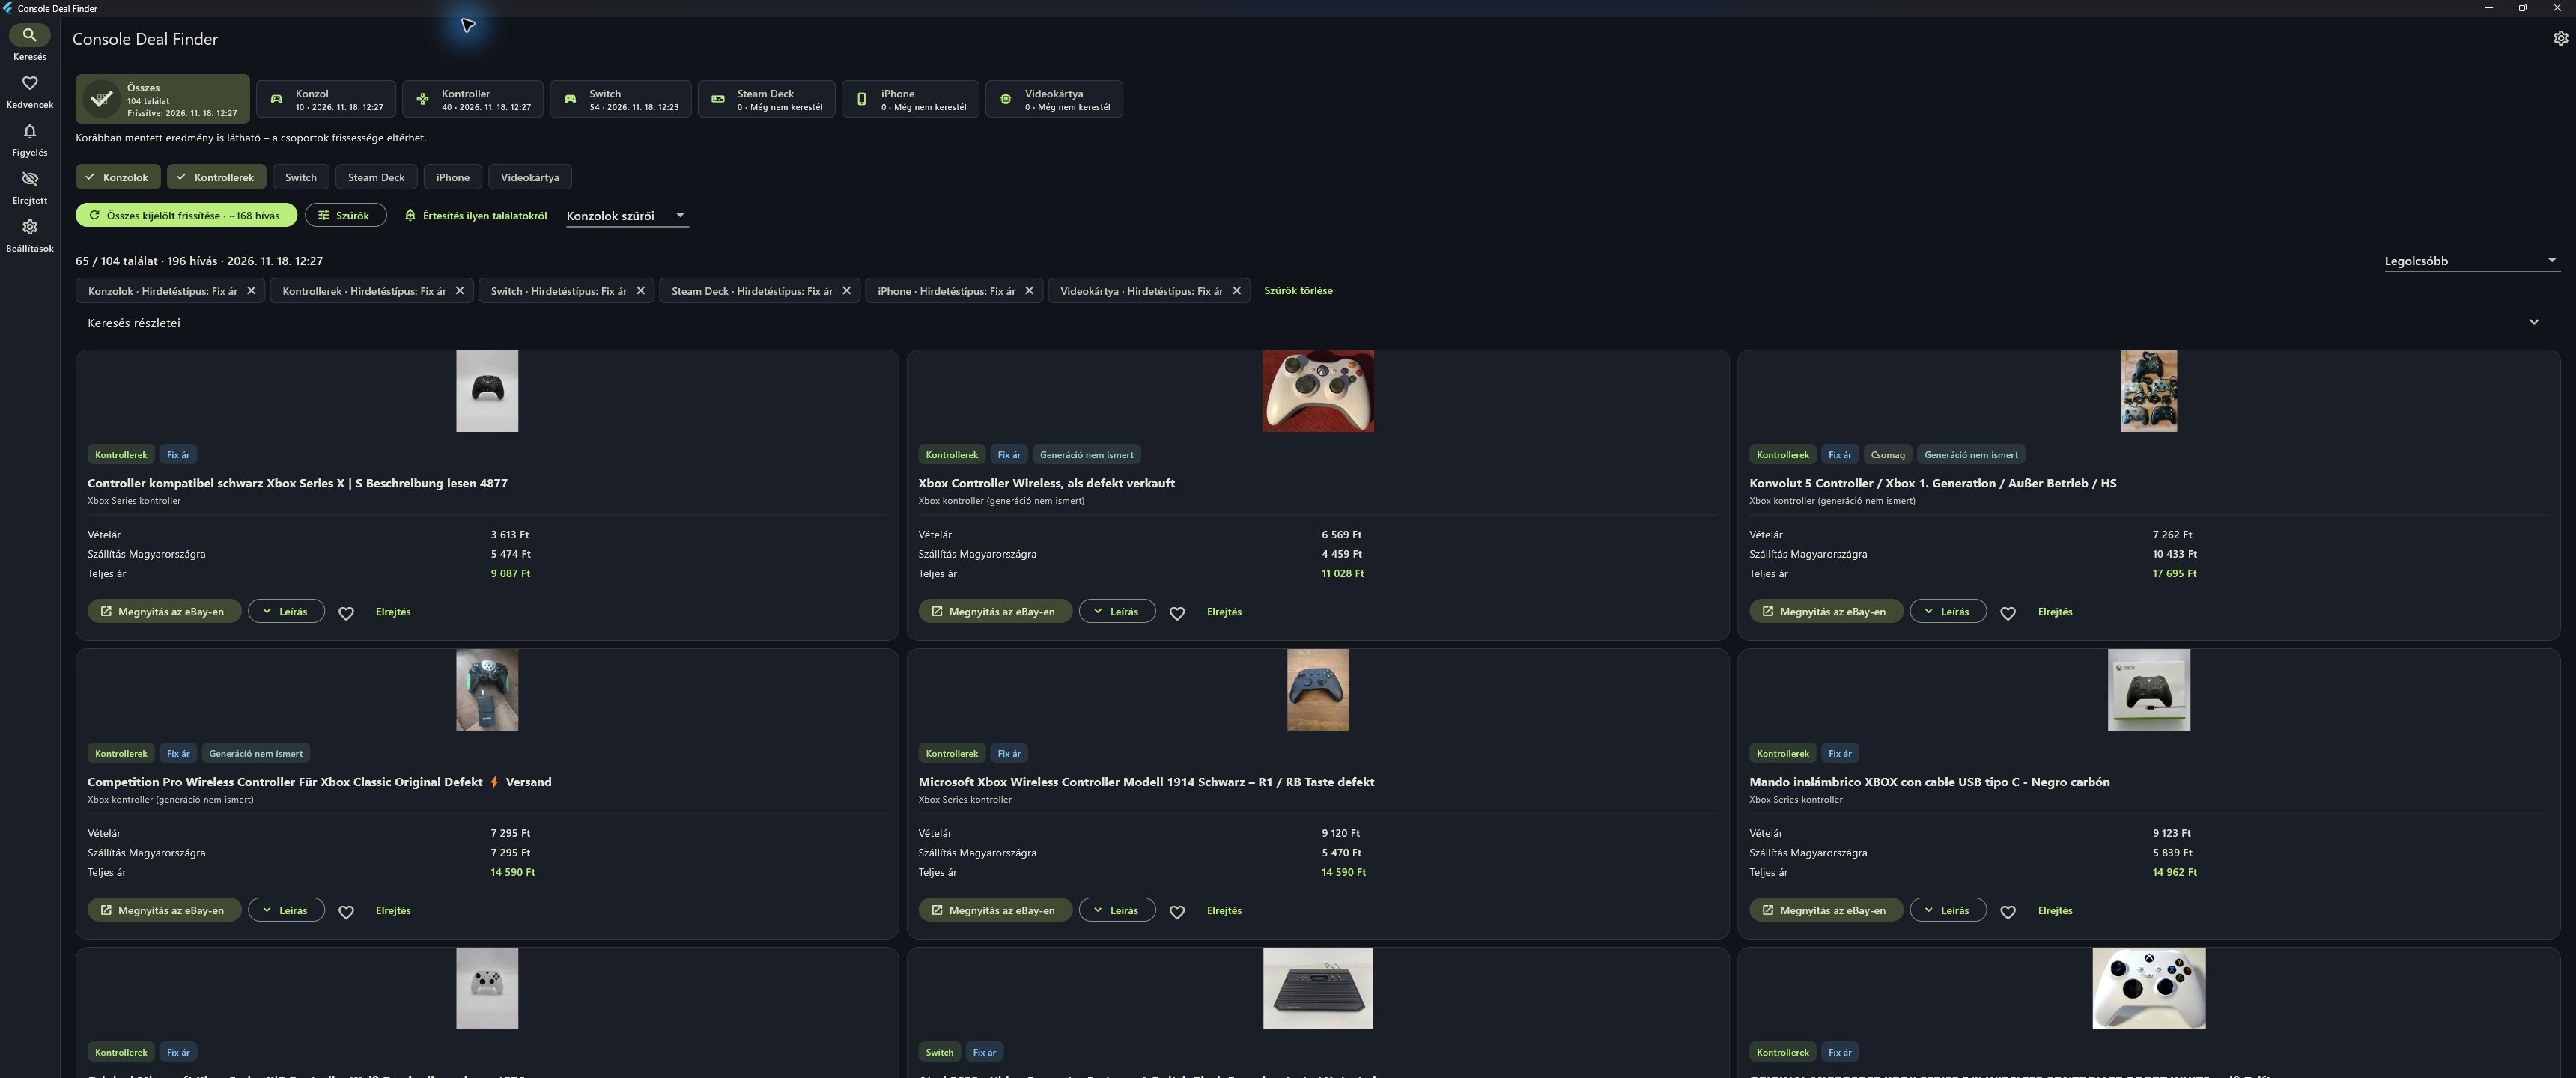 Console Deal Finder
Keresés
Kedvencek
Figyelés
Elrejtett
Beállítások
Console Deal Finder
Összes
104 találat
Frissítve: 2026. 11. 18. 12:27
Konzol
10 · 2026. 11. 18. 12:27
Kontroller
40 · 2026. 11. 18. 12:27
Switch
54 · 2026. 11. 18. 12:23
Steam Deck
0 · Még nem kerestél
iPhone
0 · Még nem kerestél
Videokártya
0 · Még nem kerestél
Korábban mentett eredmény is látható – a csoportok frissessége eltérhet.
Konzolok Kontrollerek Switch Steam Deck iPhone Videokártya
Összes kijelölt frissítése · ~168 hívás Szűrők Értesítés ilyen találatokról Konzolok szűrői
65 / 104 találat · 196 hívás · 2026. 11. 18. 12:27 Legolcsóbb
Konzolok · Hirdetéstípus: Fix ár Kontrollerek · Hirdetéstípus: Fix ár Switch · Hirdetéstípus: Fix ár Steam Deck · Hirdetéstípus: Fix ár iPhone · Hirdetéstípus: Fix ár Videokártya · Hirdetéstípus: Fix ár Szűrők törlése
Keresés részletei
Kontrollerek Fix ár
Controller kompatibel schwarz Xbox Series X | S Beschreibung lesen 4877
Xbox Series kontroller
Vételár 3 613 Ft
Szállítás Magyarországra 5 474 Ft
Teljes ár 9 087 Ft
Megnyitás az eBay-en Leírás Elrejtés
Kontrollerek Fix ár Generáció nem ismert
Xbox Controller Wireless, als defekt verkauft
Xbox kontroller (generáció nem ismert)
Vételár 6 569 Ft
Szállítás Magyarországra 4 459 Ft
Teljes ár 11 028 Ft
Megnyitás az eBay-en Leírás Elrejtés
Kontrollerek Fix ár Csomag Generáció nem ismert
Konvolut 5 Controller / Xbox 1. Generation / Außer Betrieb / HS
Xbox kontroller (generáció nem ismert)
Vételár 7 262 Ft
Szállítás Magyarországra 10 433 Ft
Teljes ár 17 695 Ft
Megnyitás az eBay-en Leírás Elrejtés
Kontrollerek Fix ár Generáció nem ismert
Competition Pro Wireless Controller Für Xbox Classic Original Defekt ⚡ Versand
Xbox kontroller (generáció nem ismert)
Vételár 7 295 Ft
Szállítás Magyarországra 7 295 Ft
Teljes ár 14 590 Ft
Megnyitás az eBay-en Leírás Elrejtés
Kontrollerek Fix ár
Microsoft Xbox Wireless Controller Modell 1914 Schwarz – R1 / RB Taste defekt
Xbox Series kontroller
Vételár 9 120 Ft
Szállítás Magyarországra 5 470 Ft
Teljes ár 14 590 Ft
Megnyitás az eBay-en Leírás Elrejtés
XBOX
Kontrollerek Fix ár
Mando inalámbrico XBOX con cable USB tipo C - Negro carbón
Xbox Series kontroller
Vételár 9 123 Ft
Szállítás Magyarországra 5 839 Ft
Teljes ár 14 962 Ft
Megnyitás az eBay-en Leírás Elrejtés
Kontrollerek Fix ár
Switch Fix ár
Kontrollerek Fix ár